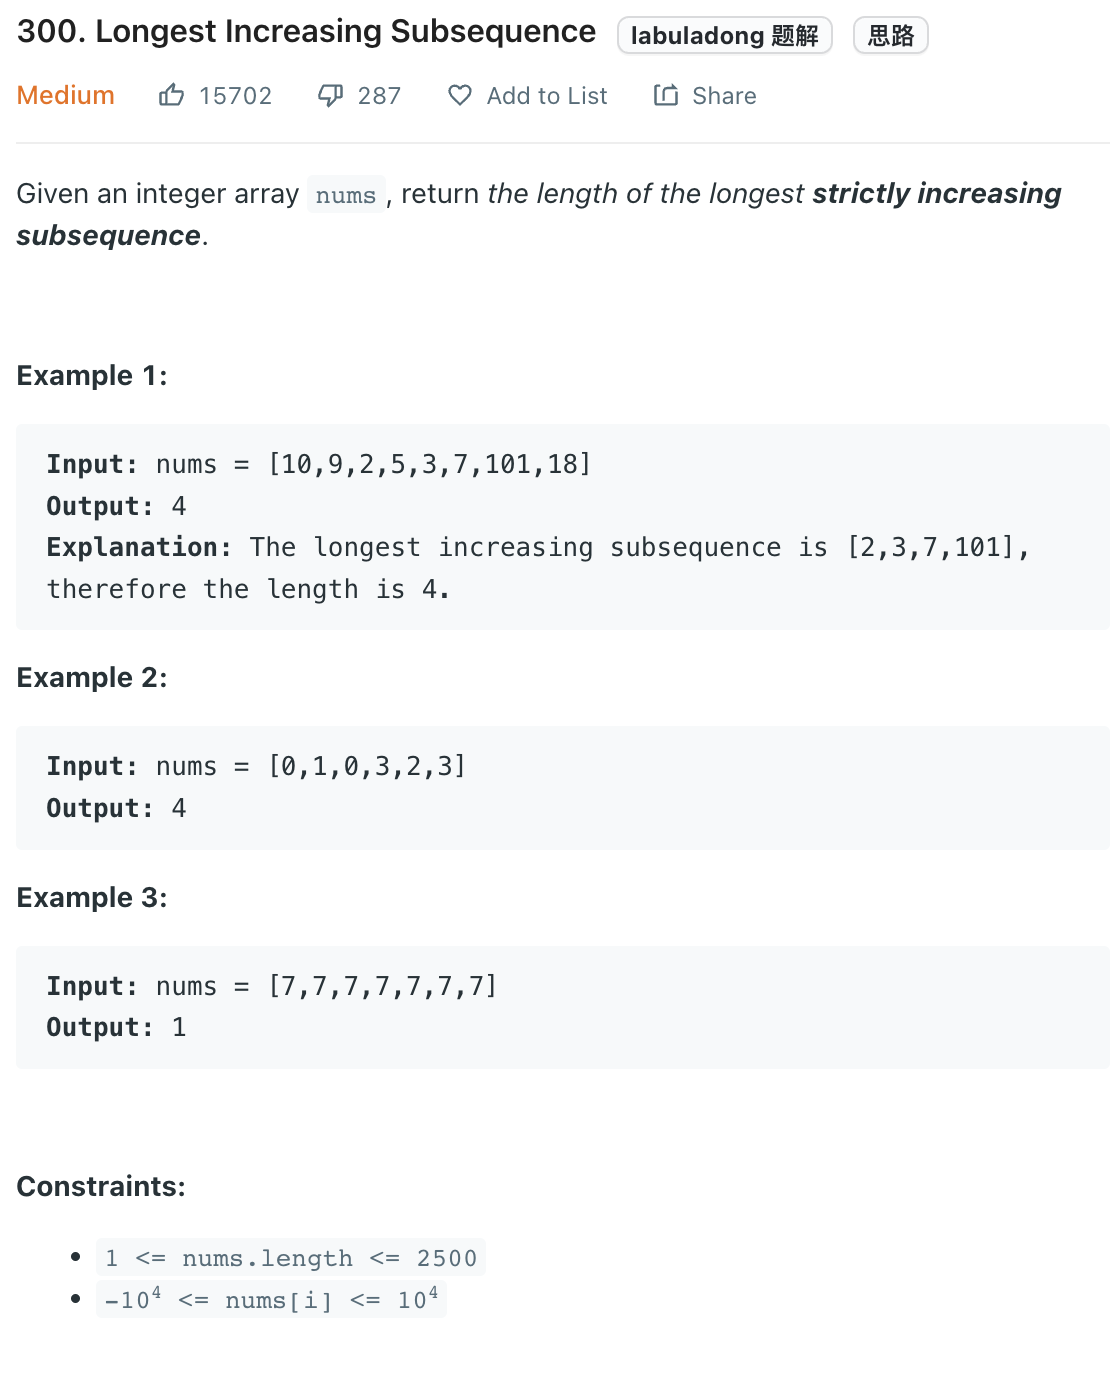 300. Longest Increasing Subsequence labuladong 题解 思路
Medium 15702 287 Add to List Share
Given an integer array nums, return the length of the longest strictly increasing
subsequence.
Example 1:
Input: nums = [10,9,2,5,3,7,101,18]
Output: 4
Explanation: The longest increasing subsequence is [2,3,7,101],
therefore the length is 4.
Example 2:
Input: nums = [0,1,0,3,2,3]
Output: 4
Example 3:
Input: nums = [7,7,7,7,7,7,7]
Output: 1
Constraints:
• 1 <= nums.length <= 2500
• -10⁴ <= nums[i] <= 10⁴